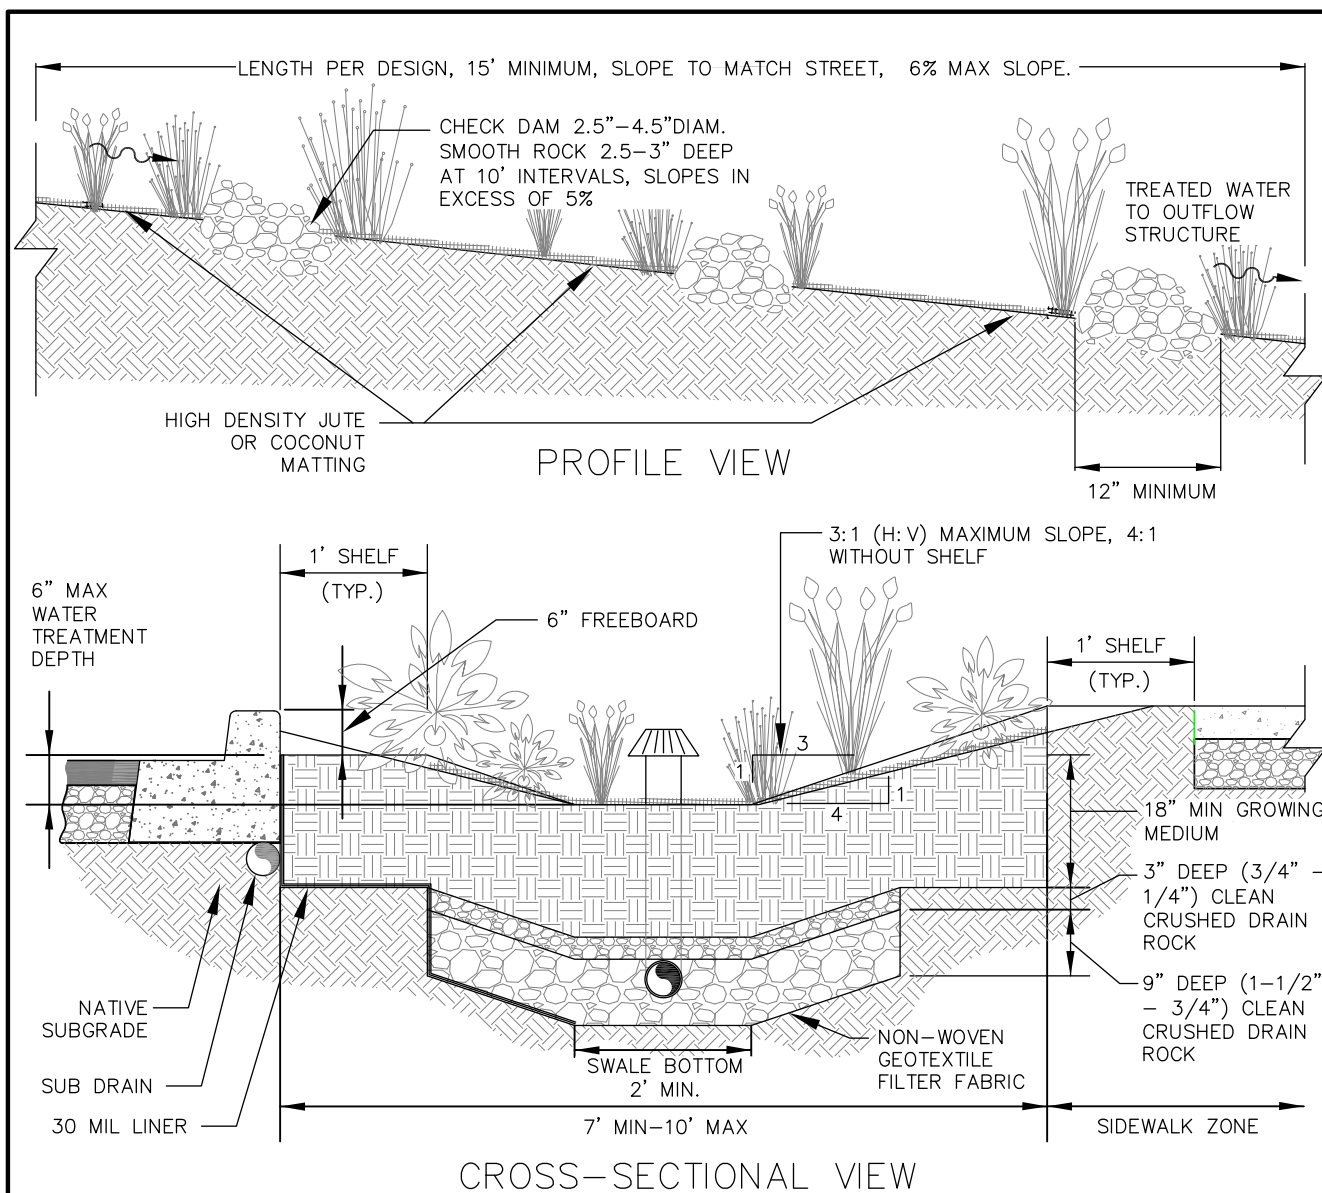 LENGTH PER DESIGN, 15' MINIMUM, SLOPE TO MATCH STREET, 6% MAX SLOPE.
CHECK DAM 2.5"-4.5"DIAM.
SMOOTH ROCK 2.5-3" DEEP
AT 10' INTERVALS, SLOPES IN
EXCESS OF 5%
TREATED WATER
TO OUTFLOW
STRUCTURE
HIGH DENSITY JUTE
OR COCONUT
MATTING
PROFILE VIEW
12" MINIMUM
3:1 (H:V) MAXIMUM SLOPE, 4:1
WITHOUT SHELF
1' SHELF
(TYP.)
6" MAX
WATER
TREATMENT
DEPTH
6" FREEBOARD
1' SHELF
(TYP.)
3
1
1
4
18" MIN GROWING
MEDIUM
3" DEEP (3/4" -
1/4") CLEAN
CRUSHED DRAIN
ROCK
9" DEEP (1-1/2"
- 3/4") CLEAN
CRUSHED DRAIN
ROCK
NATIVE
SUBGRADE
NON-WOVEN
GEOTEXTILE
FILTER FABRIC
SWALE BOTTOM
2' MIN.
SUB DRAIN
30 MIL LINER
7' MIN-10' MAX
SIDEWALK ZONE
CROSS-SECTIONAL VIEW